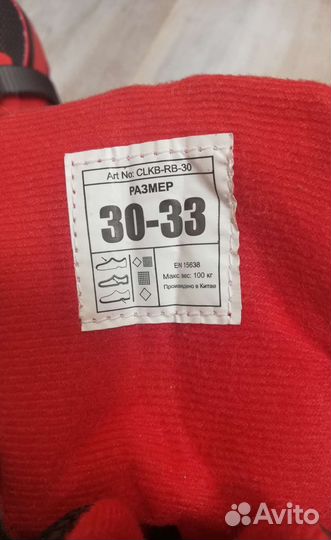 Art No: CLKB-RB-30
РАЗМЕР
30-33
EN 15638
Макс вес: 100 кг
Произведено в Китае
Avito